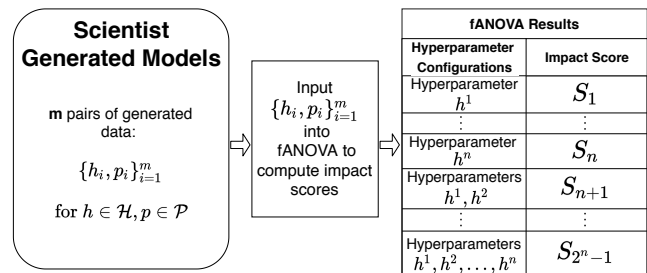 Scientist
Generated Models
m pairs of generated
data:
{h_i, p_i}_{i=1}^m
for h ∈ ℋ, p ∈ 𝒫
Input
{h_i, p_i}_{i=1}^m
into
fANOVA to
compute impact
scores
fANOVA Results
Hyperparameter
Configurations
Impact Score
Hyperparameter
h^1
S_1
⋮ ⋮
Hyperparameter
h^n
S_n
Hyperparameters
h^1, h^2
S_{n+1}
⋮ ⋮
Hyperparameters
h^1, h^2, ..., h^n
S_{2^n-1}